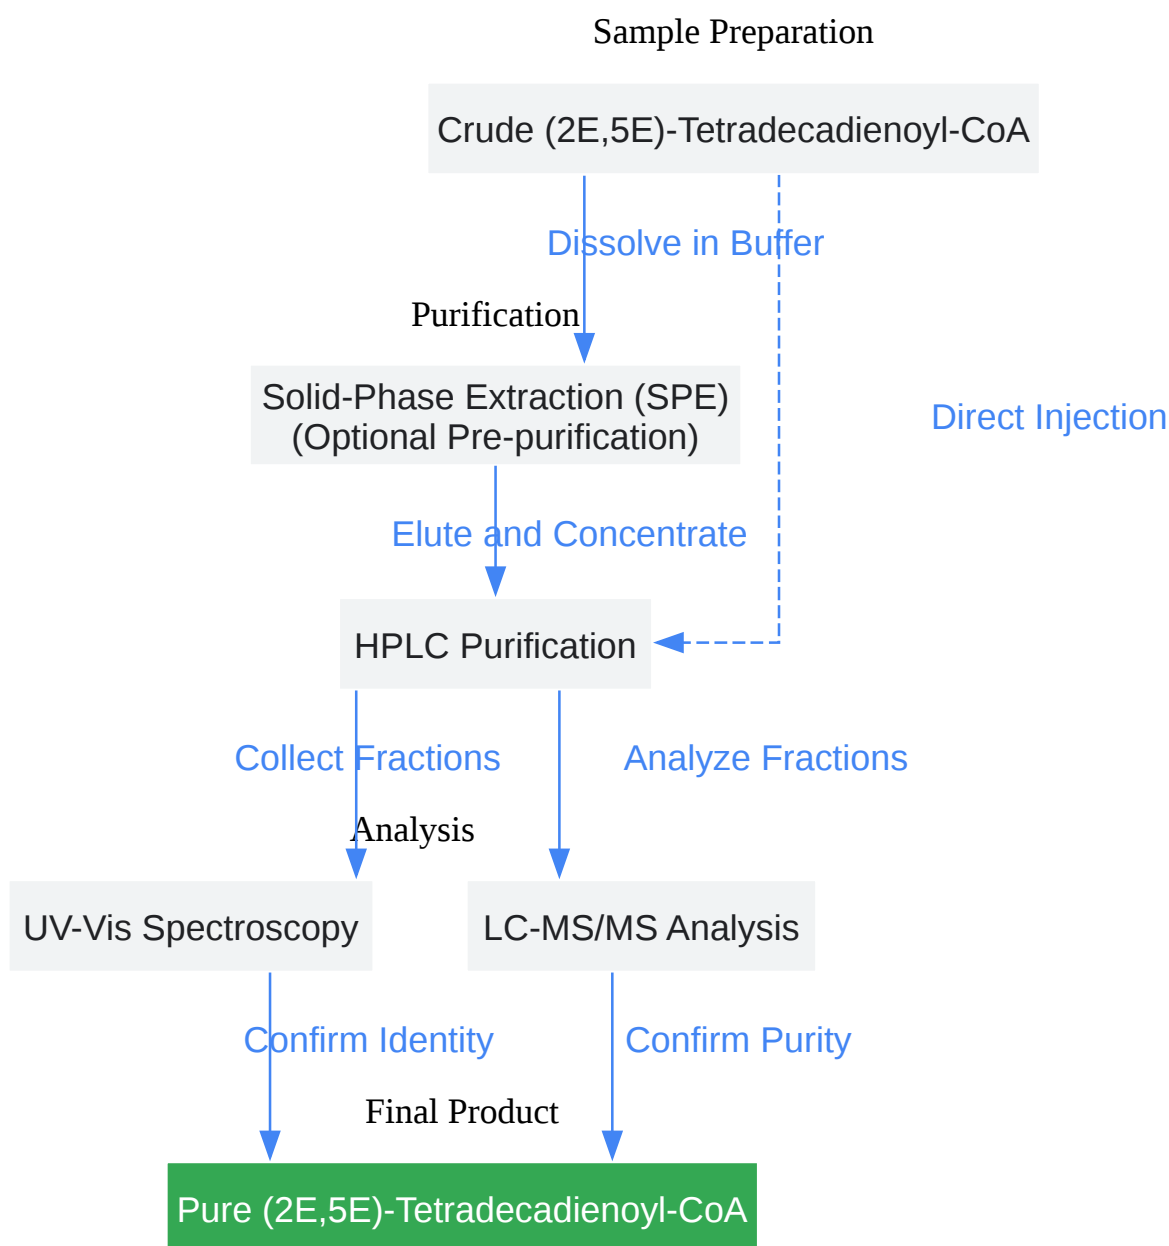 Sample Preparation
Crude (2E,5E)-Tetradecadienoyl-CoA
Dissolve in Buffer
Purification
Solid-Phase Extraction (SPE)
(Optional Pre-purification)
Direct Injection
Elute and Concentrate
HPLC Purification
Collect Fractions
Analyze Fractions
Analysis
UV-Vis Spectroscopy
LC-MS/MS Analysis
Confirm Identity
Confirm Purity
Final Product
Pure (2E,5E)-Tetradecadienoyl-CoA